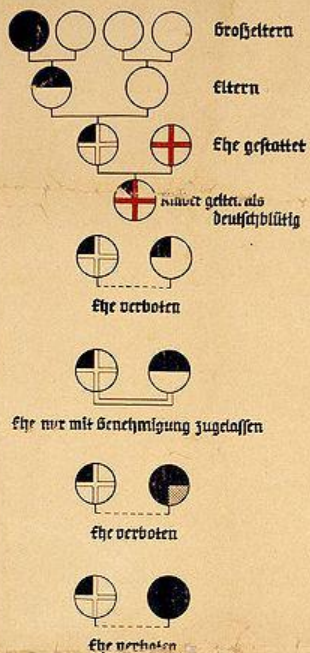 Großeltern
Eltern
Ehe gestattet
Kinder gelten als
deutschblütig
Ehe verboten
Ehe nur mit Genehmigung zugelassen
Ehe verboten
Ehe verboten